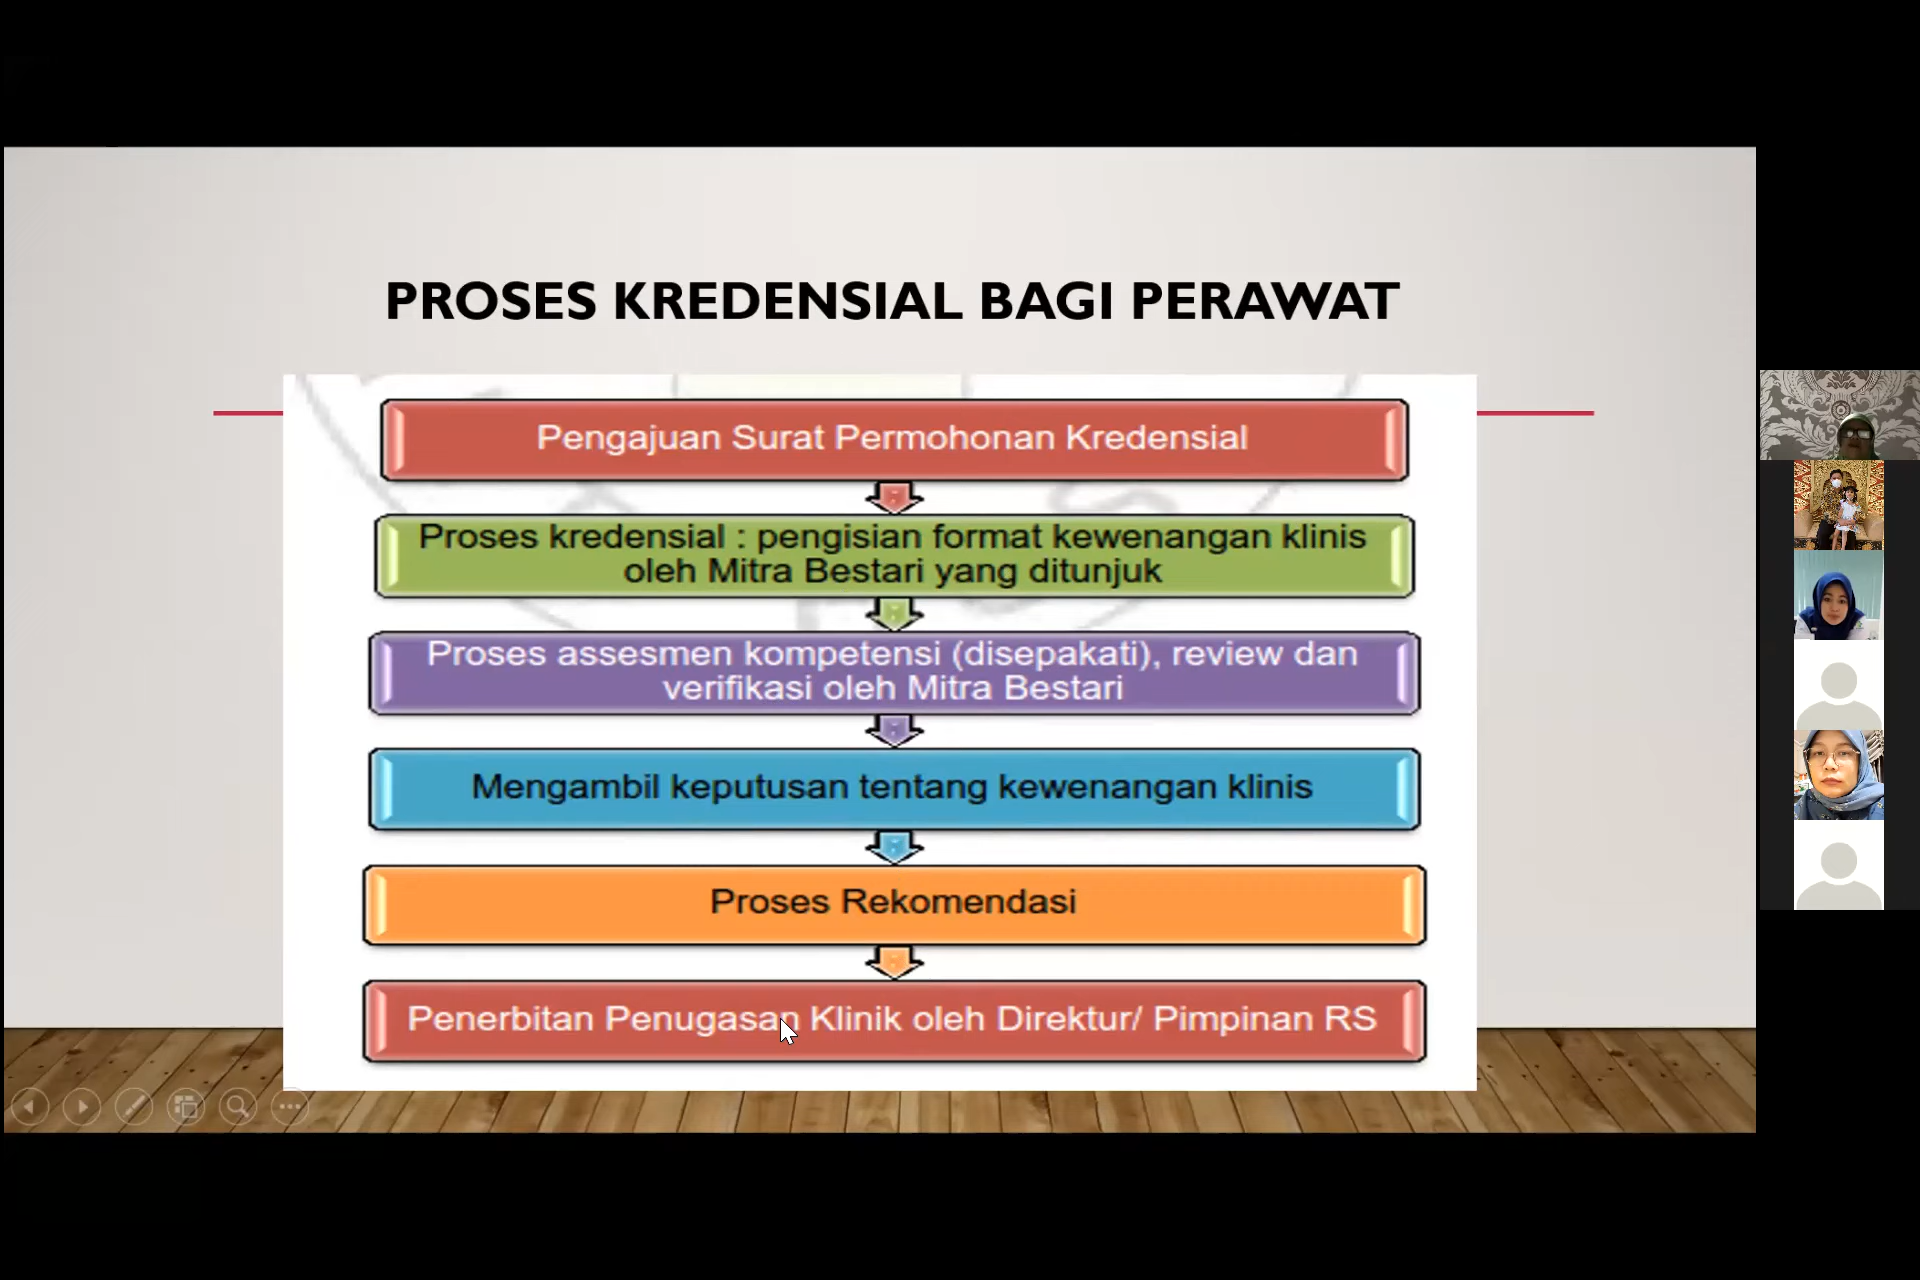 PROSES KREDENSIAL BAGI PERAWAT
Pengajuan Surat Permohonan Kredensial
Proses kredensial : pengisian format kewenangan klinis
oleh Mitra Bestari yang ditunjuk
Proses assesmen kompetensi (disepakati), review dan
verifikasi oleh Mitra Bestari
Mengambil keputusan tentang kewenangan klinis
Proses Rekomendasi
Penerbitan Penugasan Klinik oleh Direktur/ Pimpinan RS